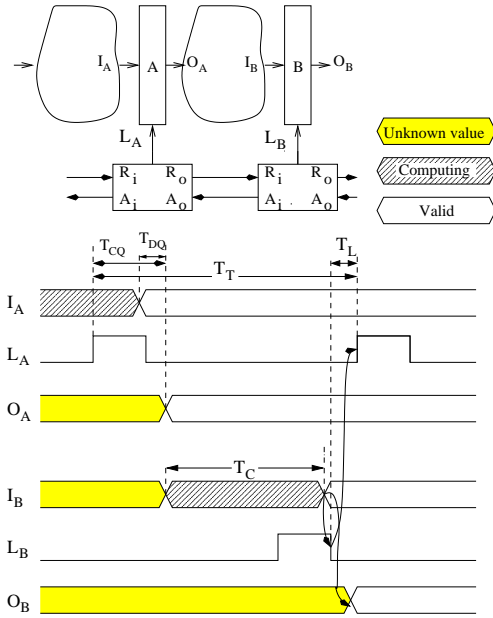 I_A A O_A I_B B O_B
L_A L_B
R_i R_o R_i R_o
A_i A_o A_i A_o
Unknown value
Computing
Valid
T_CQ T_DQ T_L
T_T
I_A
L_A
O_A
T_C
I_B
L_B
O_B